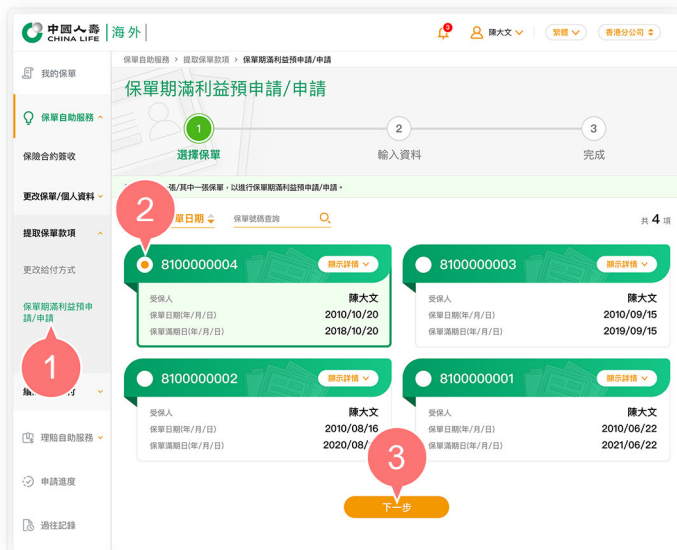 中國人壽 海外
CHINA LIFE
9
陳大文
繁體
香港分公司
我的保單
保單自助服務
保險合約簽收
更改保單/個人資料
提取保單款項
更改給付方式
保單期滿利益預申
請/申請
1
付
理賠自助服務
申請進度
過往記錄
保單自助服務 > 提取保單款項 > 保單期滿利益預申請/申請
保單期滿利益預申請/申請
1
選擇保單
2
輸入資料
3
完成
張/其中一張保單,以進行保單期滿利益預申請/申請。
2
單日期
保單號碼查詢
共 4 項
8100000004
顯示詳情
受保人 陳大文
保單日期(年/月/日) 2010/10/20
保單滿期日(年/月/日) 2018/10/20
8100000003
顯示詳情
受保人 陳大文
保單日期(年/月/日) 2010/09/15
保單滿期日(年/月/日) 2019/09/15
8100000002
顯示詳情
受保人 陳大文
保單日期(年/月/日) 2010/08/16
保單滿期日(年/月/日) 2020/08/
8100000001
顯示詳情
受保人 陳大文
保單日期(年/月/日) 2010/06/22
保單滿期日(年/月/日) 2021/06/22
3
下一步